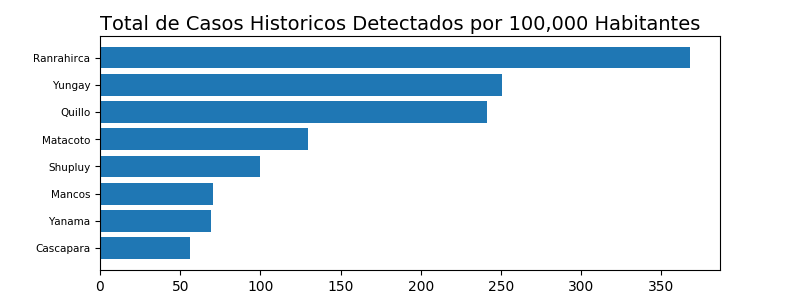 Total de Casos Historicos Detectados por 100,000 Habitantes
Ranrahirca
Yungay
Quillo
Matacoto
Shupluy
Mancos
Yanama
Cascapara
0 50 100 150 200 250 300 350